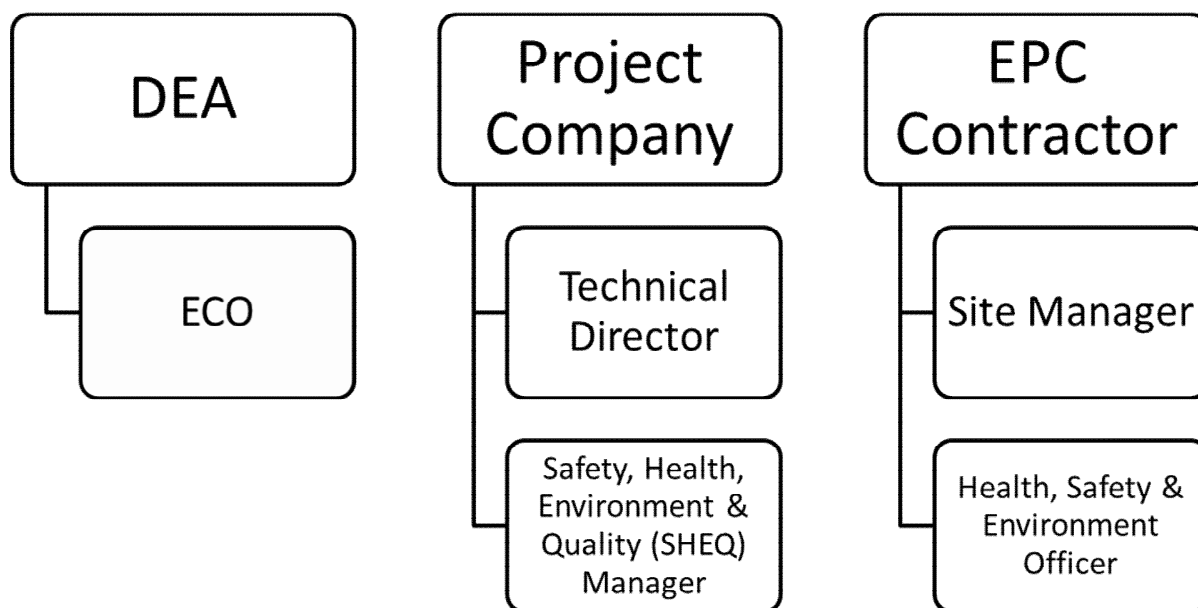 DEA
ECO
Project
Company
Technical
Director
Safety, Health,
Environment &
Quality (SHEQ)
Manager
EPC
Contractor
Site Manager
Health, Safety &
Environment
Officer